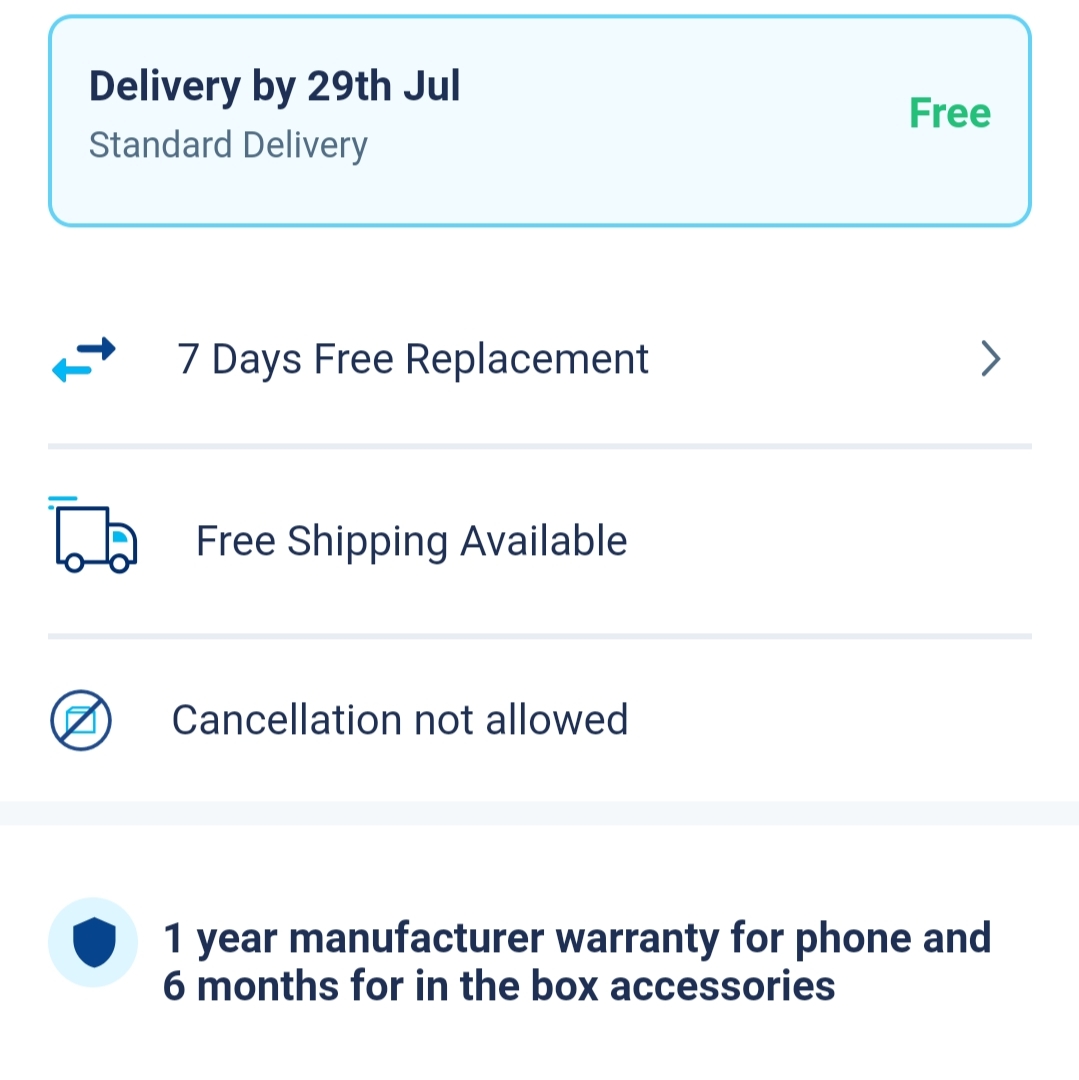 Delivery by 29th Jul
Free
Standard Delivery
7 Days Free Replacement
Free Shipping Available
Cancellation not allowed
1 year manufacturer warranty for phone and
6 months for in the box accessories